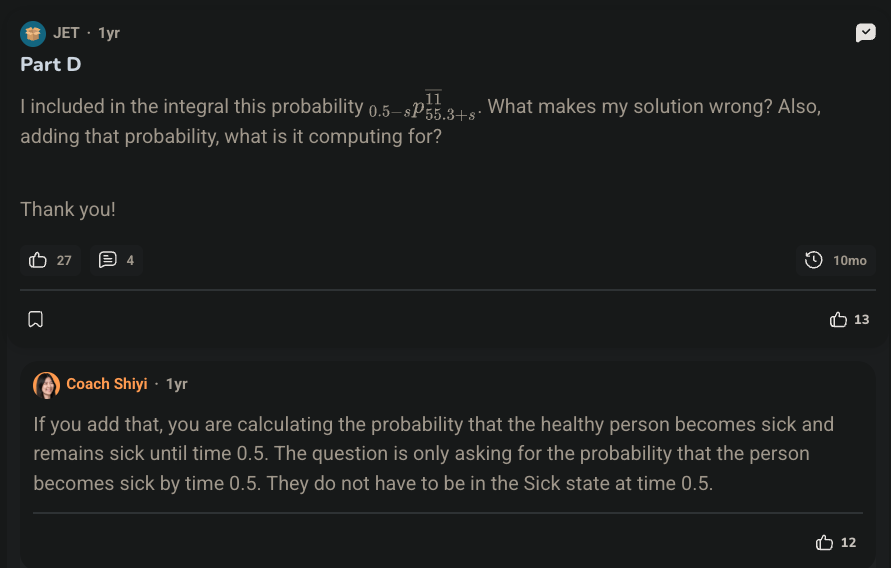 JET · 1yr
Part D
I included in the integral this probability ₀.₅₋ₛp^{\overline{11}}_{55.3+s}. What makes my solution wrong? Also,
adding that probability, what is it computing for?
Thank you!
27 4 10mo
13
Coach Shiyi · 1yr
If you add that, you are calculating the probability that the healthy person becomes sick and
remains sick until time 0.5. The question is only asking for the probability that the person
becomes sick by time 0.5. They do not have to be in the Sick state at time 0.5.
12